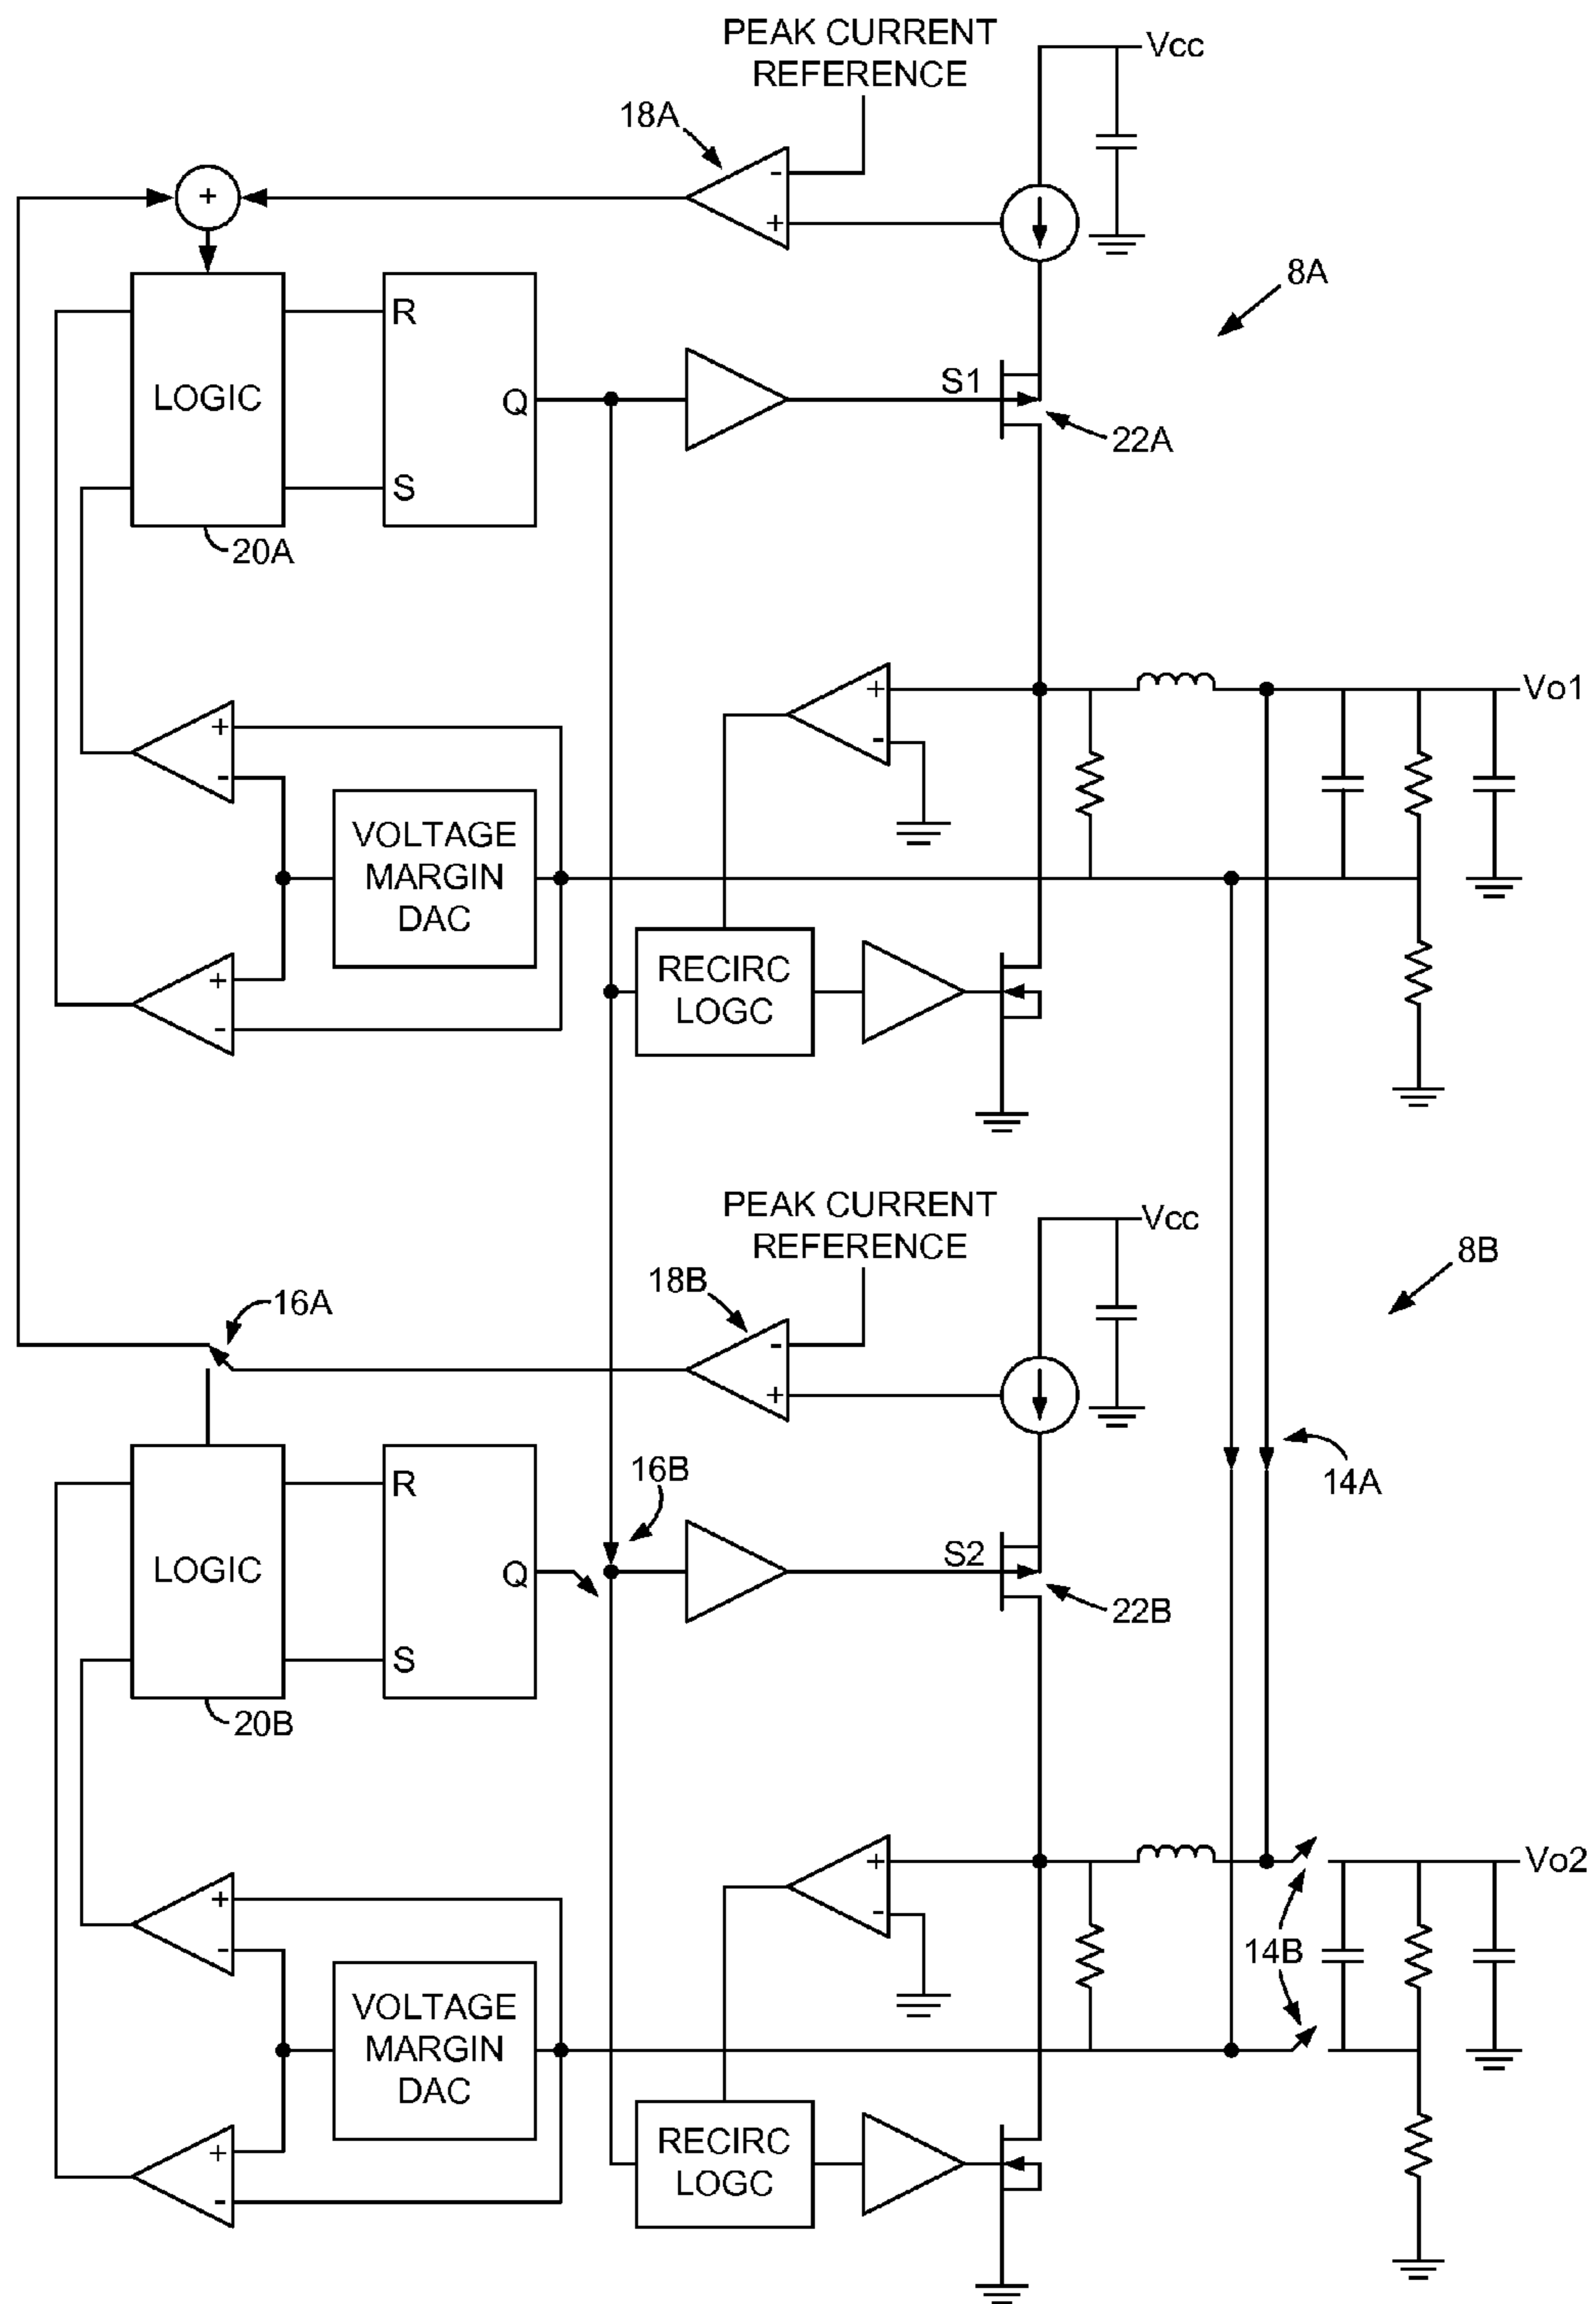 PEAK CURRENT
REFERENCE
Vcc
18A
-
+
+
8A
LOGIC
R
Q
S
S1
22A
20A
+
-
Vo1
+
-
VOLTAGE
MARGIN
DAC
+
-
RECIRC
LOGC
PEAK CURRENT
REFERENCE
Vcc
8B
18B
16A
-
+
14A
16B
LOGIC
R
Q
S
S2
22B
20B
+
-
Vo2
+
-
14B
VOLTAGE
MARGIN
DAC
+
-
RECIRC
LOGC